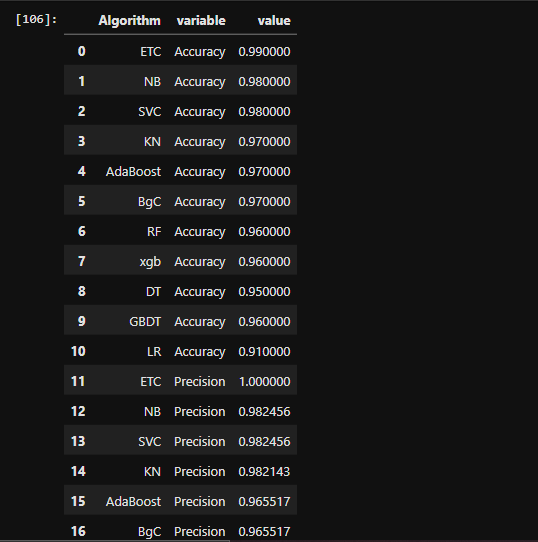 [106]: Algorithm variable value
0 ETC Accuracy 0.990000
1 NB Accuracy 0.980000
2 SVC Accuracy 0.980000
3 KN Accuracy 0.970000
4 AdaBoost Accuracy 0.970000
5 BgC Accuracy 0.970000
6 RF Accuracy 0.960000
7 xgb Accuracy 0.960000
8 DT Accuracy 0.950000
9 GBDT Accuracy 0.960000
10 LR Accuracy 0.910000
11 ETC Precision 1.000000
12 NB Precision 0.982456
13 SVC Precision 0.982456
14 KN Precision 0.982143
15 AdaBoost Precision 0.965517
16 BgC Precision 0.965517